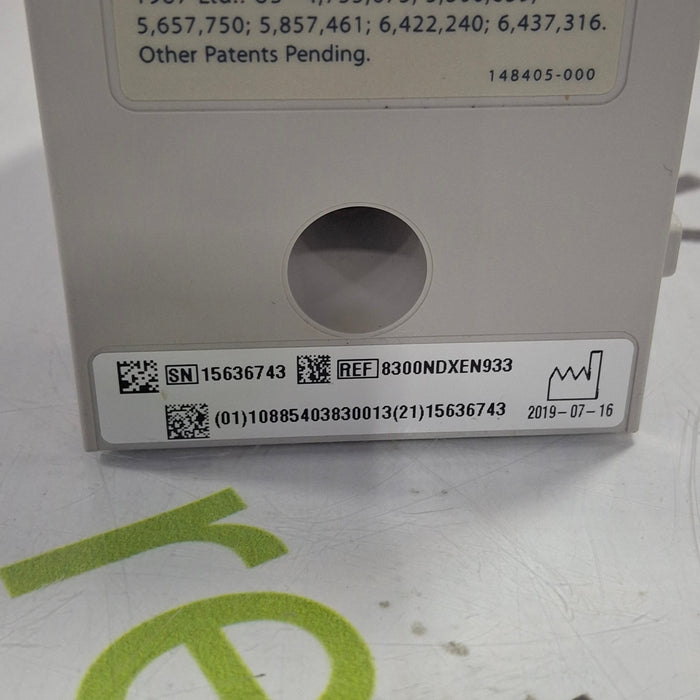 5,657,750; 5,857,461; 6,422,240; 6,437,316.
Other Patents Pending.
148405-000
SN 15636743 REF 8300NDXEN933
(01)10885403830013(21)15636743 2019-07-16
re